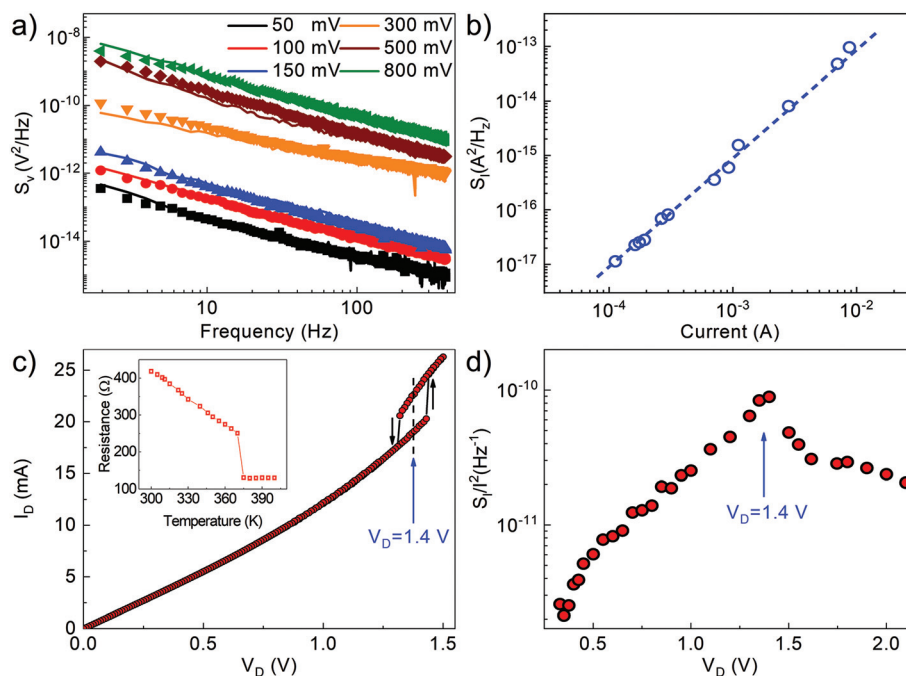 a)
50 mV
300 mV
100 mV
500 mV
150 mV
800 mV
10⁻⁸
10⁻¹⁰
10⁻¹²
10⁻¹⁴
S_v (V²/Hz)
10
100
Frequency (Hz)
b)
10⁻¹³
10⁻¹⁴
10⁻¹⁵
10⁻¹⁶
10⁻¹⁷
S_I(A²/H_z)
10⁻⁴
10⁻³
10⁻²
Current (A)
c)
25
20
15
10
5
0
I_D (mA)
400
300
200
100
Resistance (Ω)
300
330
360
390
Temperature (K)
V_D=1.4 V
0.0
0.5
1.0
1.5
V_D (V)
d)
10⁻¹⁰
10⁻¹¹
S_I/I²(Hz⁻¹)
V_D=1.4 V
0.5
1.0
1.5
2.0
V_D (V)